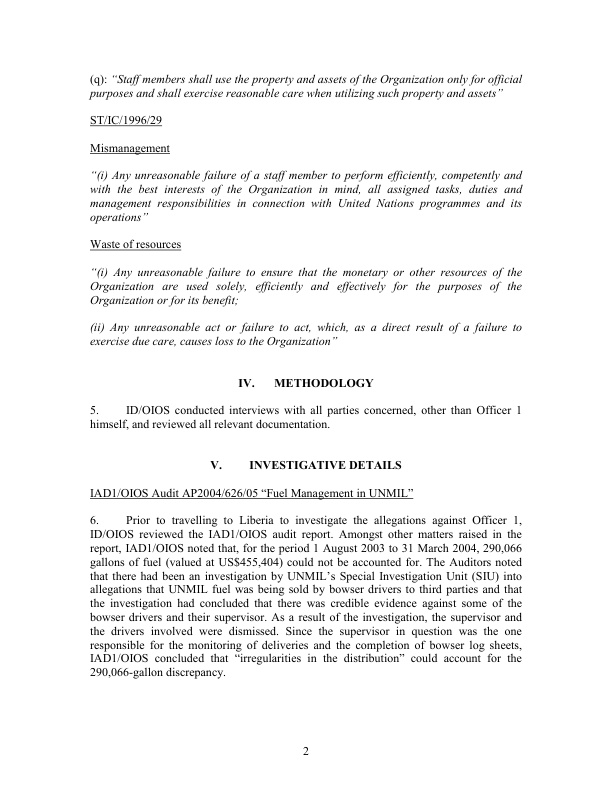 (q): “Staff members shall use the property and assets of the Organization only for official
purposes and shall exercise reasonable care when utilizing such property and assets”
ST/IC/1996/29
Mismanagement
“(i) Any unreasonable failure of a staff member to perform efficiently, competently and
with the best interests of the Organization in mind, all assigned tasks, duties and
management responsibilities in connection with United Nations programmes and its
operations”
Waste of resources
“(i) Any unreasonable failure to ensure that the monetary or other resources of the
Organization are used solely, efficiently and effectively for the purposes of the
Organization or for its benefit;
(ii) Any unreasonable act or failure to act, which, as a direct result of a failure to
exercise due care, causes loss to the Organization”
IV. METHODOLOGY
5. ID/OIOS conducted interviews with all parties concerned, other than Officer 1
himself, and reviewed all relevant documentation.
V. INVESTIGATIVE DETAILS
IAD1/OIOS Audit AP2004/626/05 “Fuel Management in UNMIL”
6. Prior to travelling to Liberia to investigate the allegations against Officer 1,
ID/OIOS reviewed the IAD1/OIOS audit report. Amongst other matters raised in the
report, IAD1/OIOS noted that, for the period 1 August 2003 to 31 March 2004, 290,066
gallons of fuel (valued at US$455,404) could not be accounted for. The Auditors noted
that there had been an investigation by UNMIL’s Special Investigation Unit (SIU) into
allegations that UNMIL fuel was being sold by bowser drivers to third parties and that
the investigation had concluded that there was credible evidence against some of the
bowser drivers and their supervisor. As a result of the investigation, the supervisor and
the drivers involved were dismissed. Since the supervisor in question was the one
responsible for the monitoring of deliveries and the completion of bowser log sheets,
IAD1/OIOS concluded that “irregularities in the distribution” could account for the
290,066-gallon discrepancy.
2